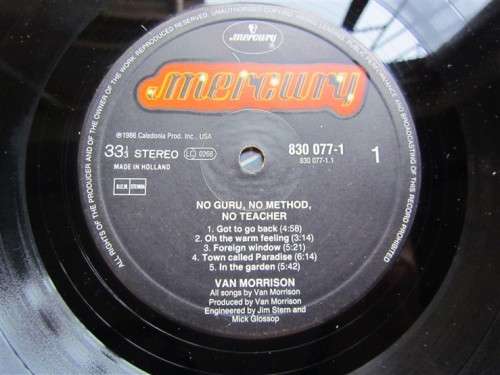 ALL RIGHTS OF THE PRODUCER AND OF THE OWNER OF THE WORK REPRODUCED RESERVED. UNAUTHORISED COPYING, PERFORMANCE AND BROADCASTING OF THIS RECORD PROHIBITED
mercury
mercury
℗1986 Caledonia Prod. Inc., USA
33⅓ STEREO
LC 0268
830 077-1
830 077-1.1
1
MADE IN HOLLAND
B.I.E.M. STEMRA
NO GURU, NO METHOD,
NO TEACHER
1. Got to go back (4:58)
2. Oh the warm feeling (3:14)
3. Foreign window (5:21)
4. Town called Paradise (6:10)
5. In the garden (5:42)
VAN MORRISON
All songs by Van Morrison
Produced by Van Morrison
Engineered by Jim Stern and
Mick Glossop